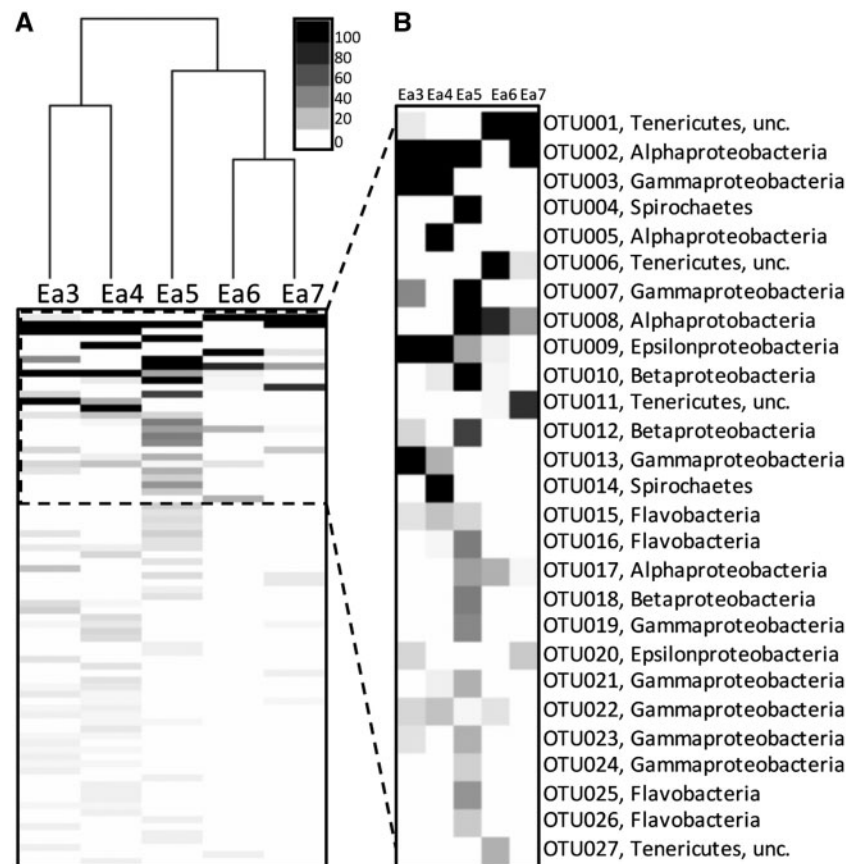 A
B
100
80
60
40
20
0
Ea3 Ea4 Ea5 Ea6 Ea7
Ea3 Ea4 Ea5 Ea6 Ea7
OTU001, Tenericutes, unc.
OTU002, Alphaproteobacteria
OTU003, Gammaproteobacteria
OTU004, Spirochaetes
OTU005, Alphaproteobacteria
OTU006, Tenericutes, unc.
OTU007, Gammaproteobacteria
OTU008, Alphaprotobacteria
OTU009, Epsilonproteobacteria
OTU010, Betaproteobacteria
OTU011, Tenericutes, unc.
OTU012, Betaproteobacteria
OTU013, Gammaproteobacteria
OTU014, Spirochaetes
OTU015, Flavobacteria
OTU016, Flavobacteria
OTU017, Alphaproteobacteria
OTU018, Betaproteobacteria
OTU019, Gammaproteobacteria
OTU020, Epsilonproteobacteria
OTU021, Gammaproteobacteria
OTU022, Gammaproteobacteria
OTU023, Gammaproteobacteria
OTU024, Gammaproteobacteria
OTU025, Flavobacteria
OTU026, Flavobacteria
OTU027, Tenericutes, unc.